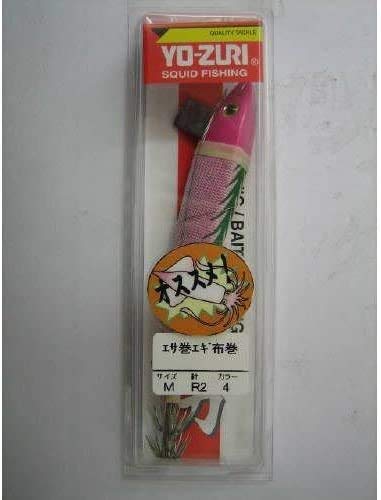 QUALITY TACKLE
YO-ZURI®
SQUID FISHING
オススメ!
エサ巻エギ布巻
サイズ 針 カラー
M R2 4